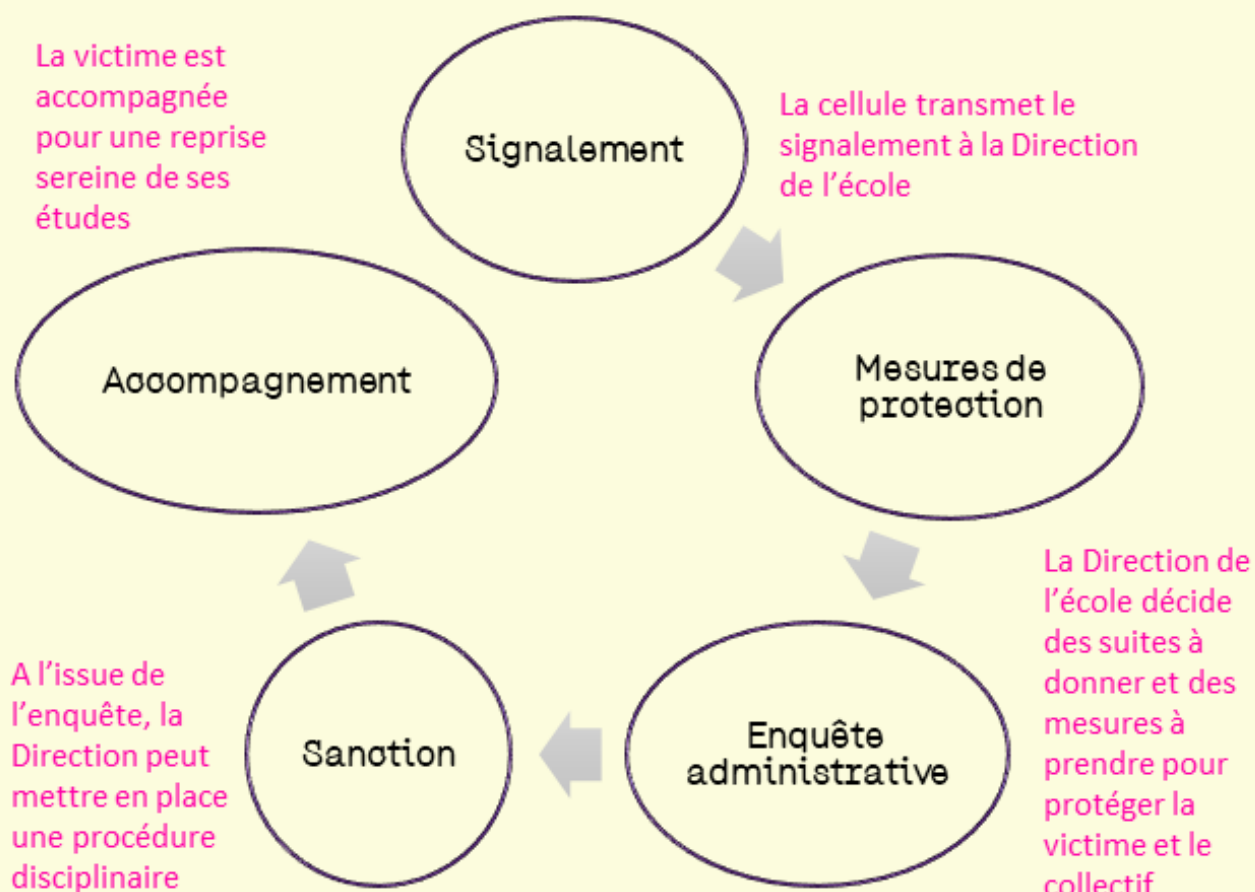 Signalement
La cellule transmet le
signalement à la Direction
de l’école
Mesures de
protection
La Direction de
l’école décide
des suites à
donner et des
mesures à
prendre pour
protéger la
victime et le
collectif
Enquête
administrative
Sanction
A l’issue de
l’enquête, la
Direction peut
mettre en place
une procédure
disciplinaire
Accompagnement
La victime est
accompagnée
pour une reprise
sereine de ses
études